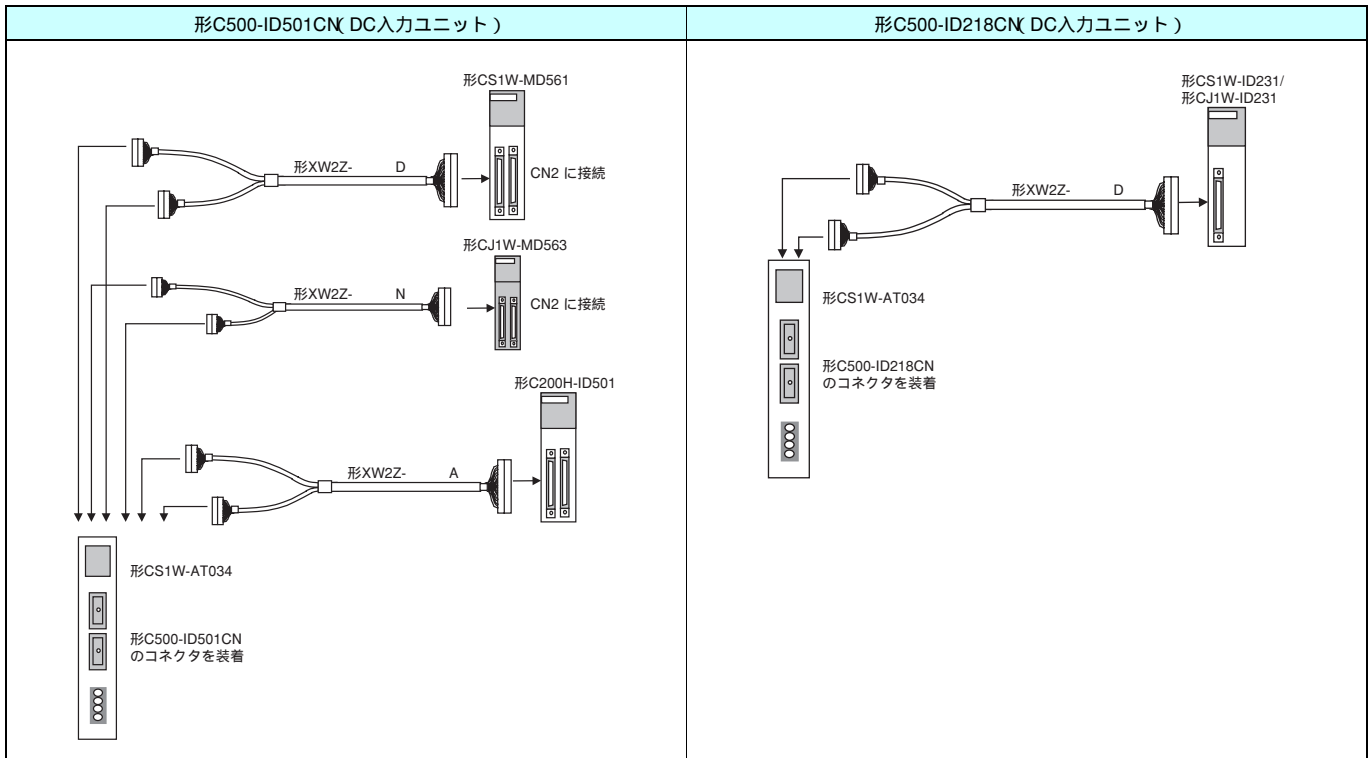 形C500-ID501CN( DC入力ユニット )
形CS1W-MD561
形XW2Z- D
CN2 に接続
形CJ1W-MD563
形XW2Z- N
CN2 に接続
形C200H-ID501
形XW2Z- A
形CS1W-AT034
形C500-ID501CN
のコネクタを装着
形C500-ID218CN( DC入力ユニット )
形CS1W-ID231/
形CJ1W-ID231
形XW2Z- D
形CS1W-AT034
形C500-ID218CN
のコネクタを装着